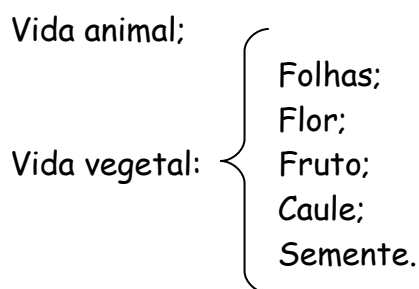 Vida animal;
Folhas;
Flor;
Vida vegetal: Fruto;
Caule;
Semente.